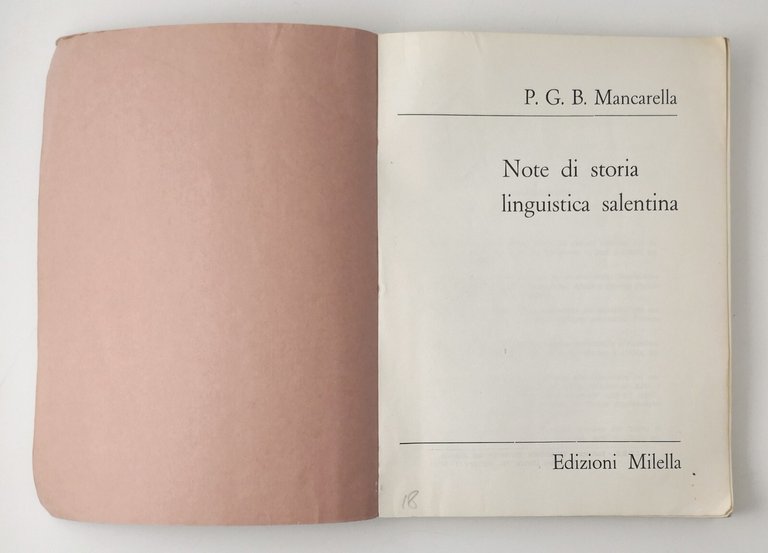 P. G. B. Mancarella
Note di storia
linguistica salentina
Edizioni Milella
18